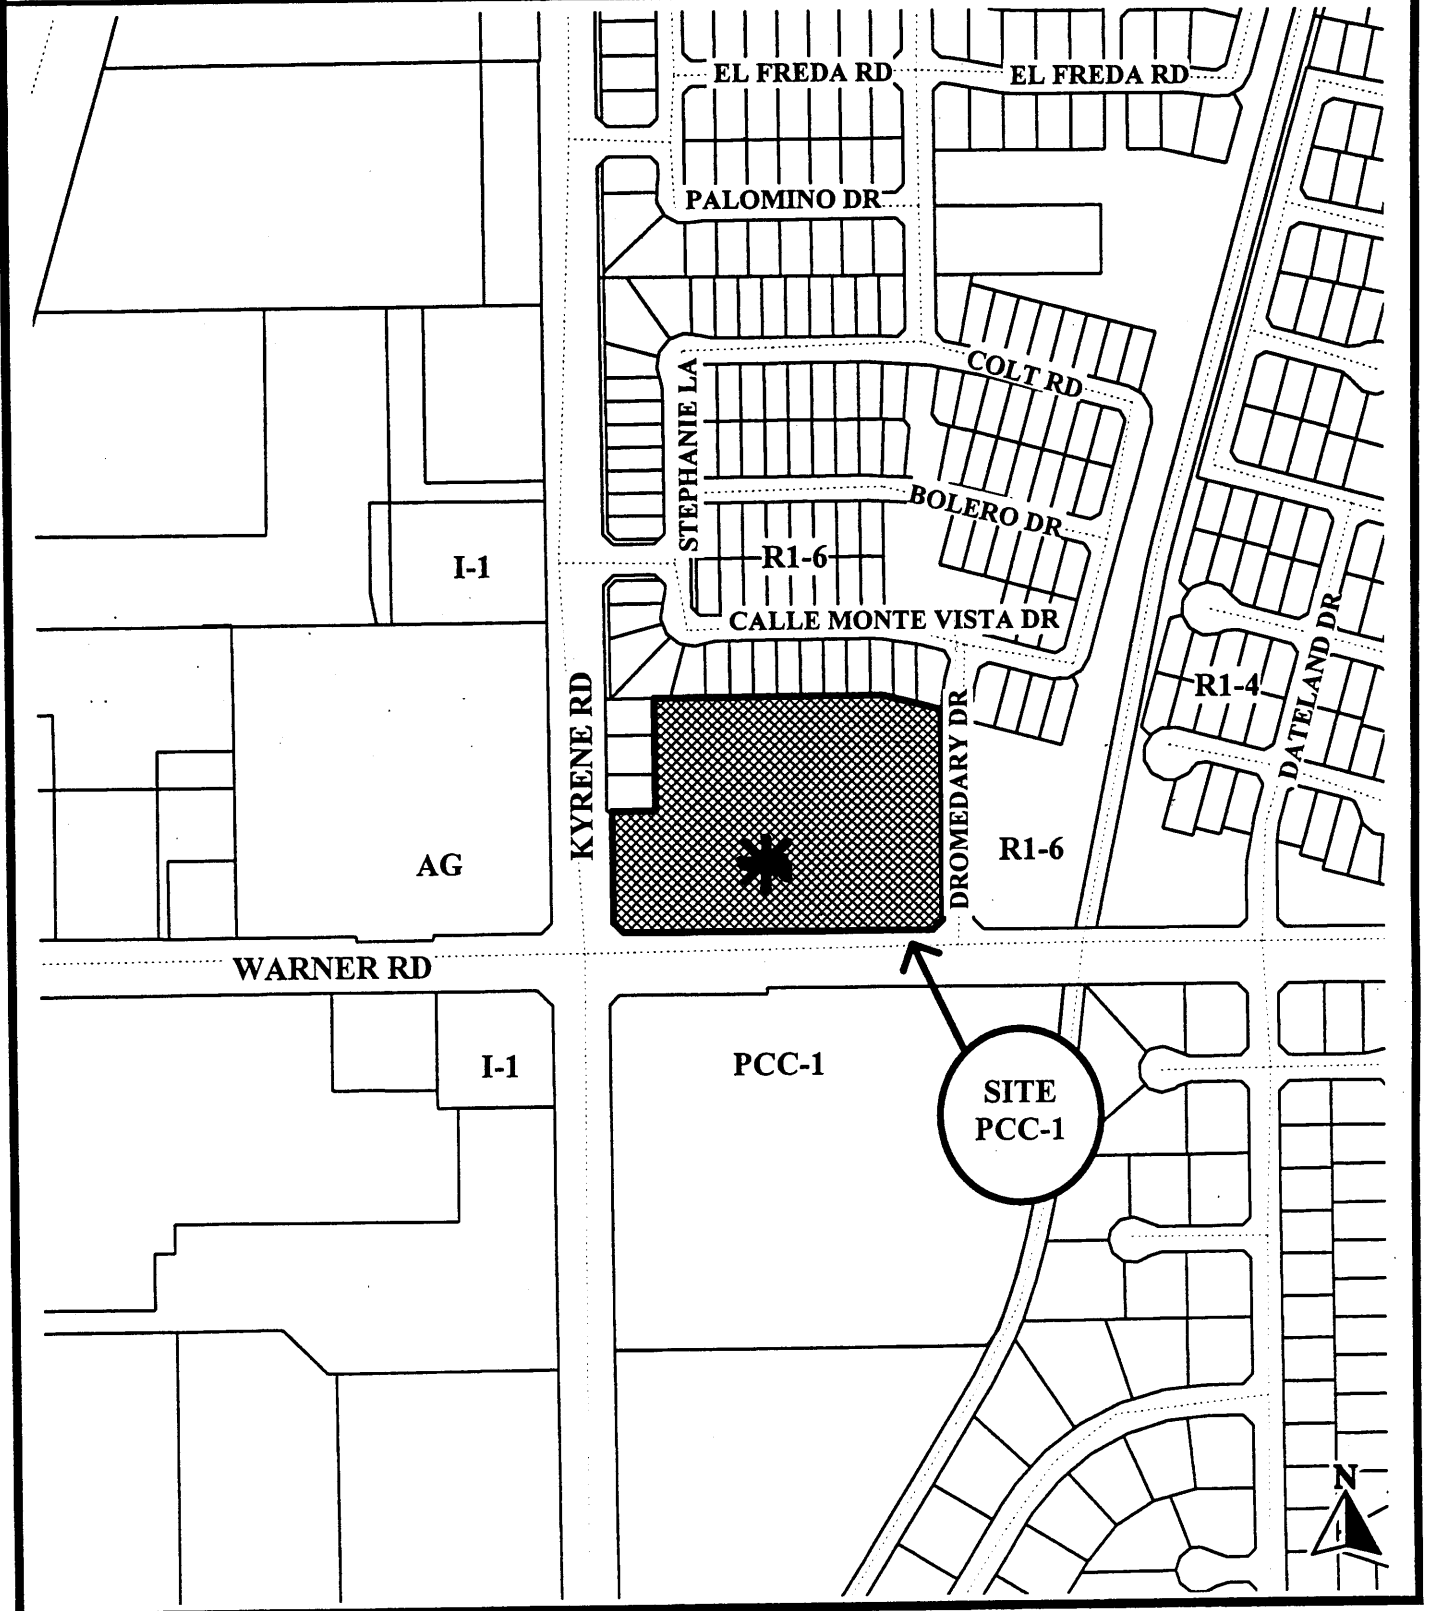 EL FREDA RD
EL FREDA RD
PALOMINO DR
COLT RD
STEPHANIE LA
BOLERO DR
R1-6
I-1
CALLE MONTE VISTA DR
DATELAND DR
R1-4
KYRENE RD
DROMEDARY DR
R1-6
AG
WARNER RD
PCC-1
I-1
SITE
PCC-1
N